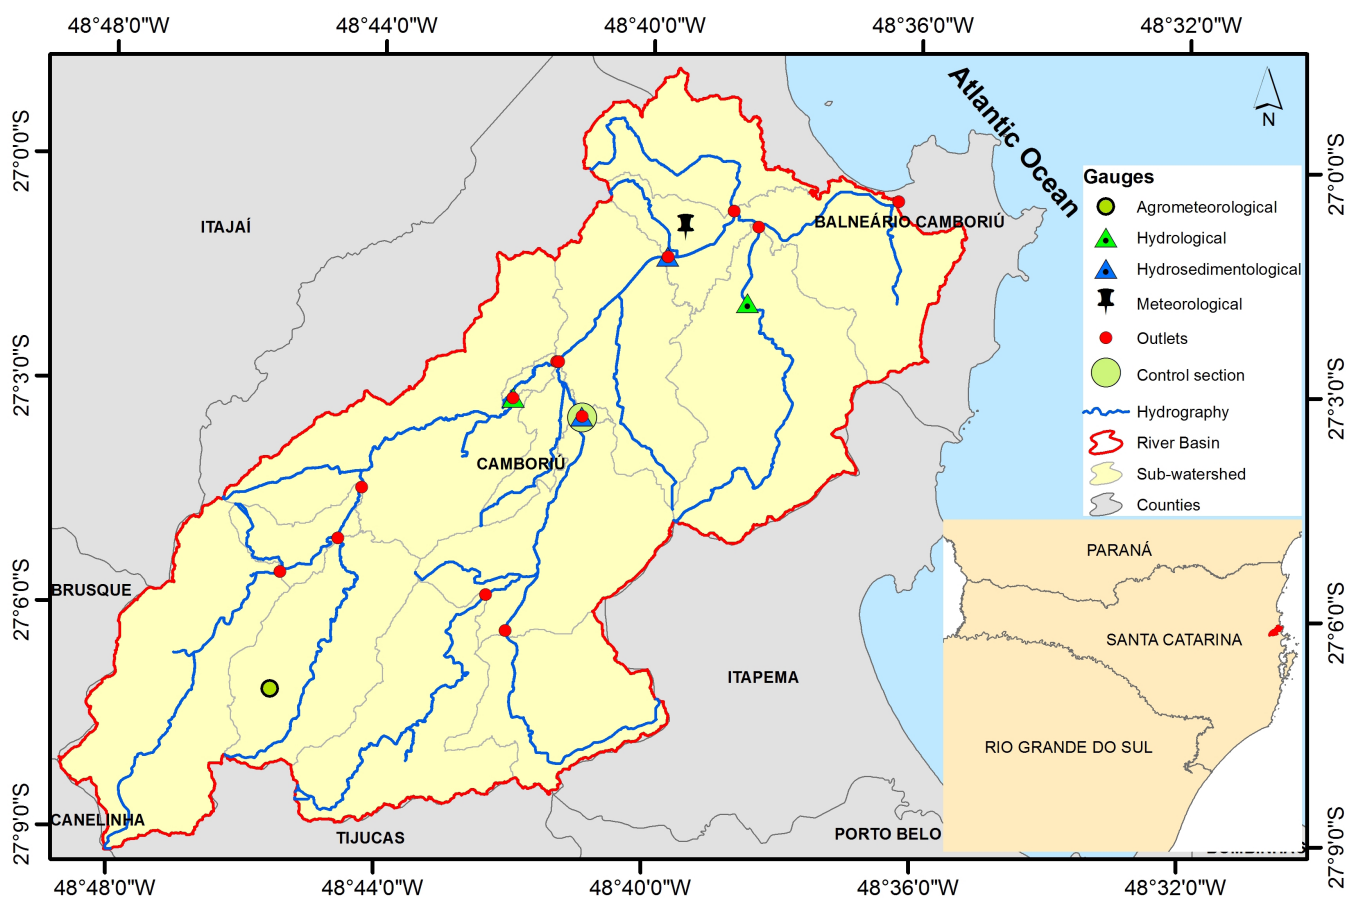 48°48'0"W
48°44'0"W
48°40'0"W
48°36'0"W
48°32'0"W
27°0'0"S
27°3'0"S
27°6'0"S
27°9'0"S
Atlantic Ocean
N
27°0'0"S
27°3'0"S
27°6'0"S
27°9'0"S
ITAJAÍ
BALNEÁRIO CAMBORIÚ
CAMBORIÚ
BRUSQUE
ITAPEMA
CANELINHA
TIJUCAS
PORTO BELO
Gauges
Agrometeorological
Hydrological
Hydrosedimentological
Meteorological
Outlets
Control section
Hydrography
River Basin
Sub-watershed
Counties
PARANÁ
SANTA CATARINA
RIO GRANDE DO SUL
48°48'0"W
48°44'0"W
48°40'0"W
48°36'0"W
48°32'0"W